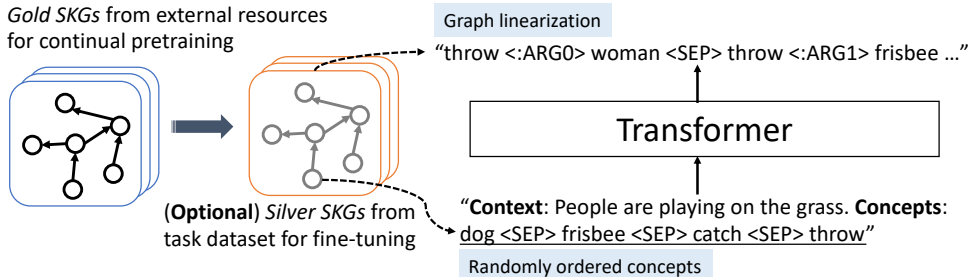 Gold SKGs from external resources
for continual pretraining
Graph linearization
“throw <:ARG0> woman <SEP> throw <:ARG1> frisbee …”
Transformer
(Optional) Silver SKGs from
task dataset for fine-tuning
“Context: People are playing on the grass. Concepts:
dog <SEP> frisbee <SEP> catch <SEP> throw”
Randomly ordered concepts